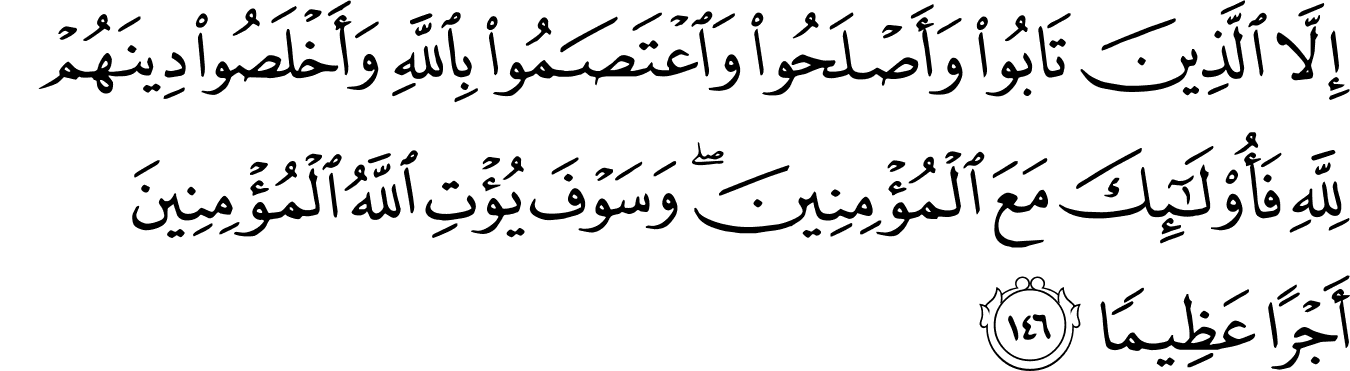 إِلَّا ٱلَّذِينَ تَابُوا۟ وَأَصْلَحُوا۟ وَٱعْتَصَمُوا۟ بِٱللَّهِ وَأَخْلَصُوا۟ دِينَهُمْ
لِلَّهِ فَأُو۟لَـٰٓئِكَ مَعَ ٱلْمُؤْمِنِينَ ۖ وَسَوْفَ يُؤْتِ ٱللَّهُ ٱلْمُؤْمِنِينَ
أَجْرًا عَظِيمًا ١٤٦